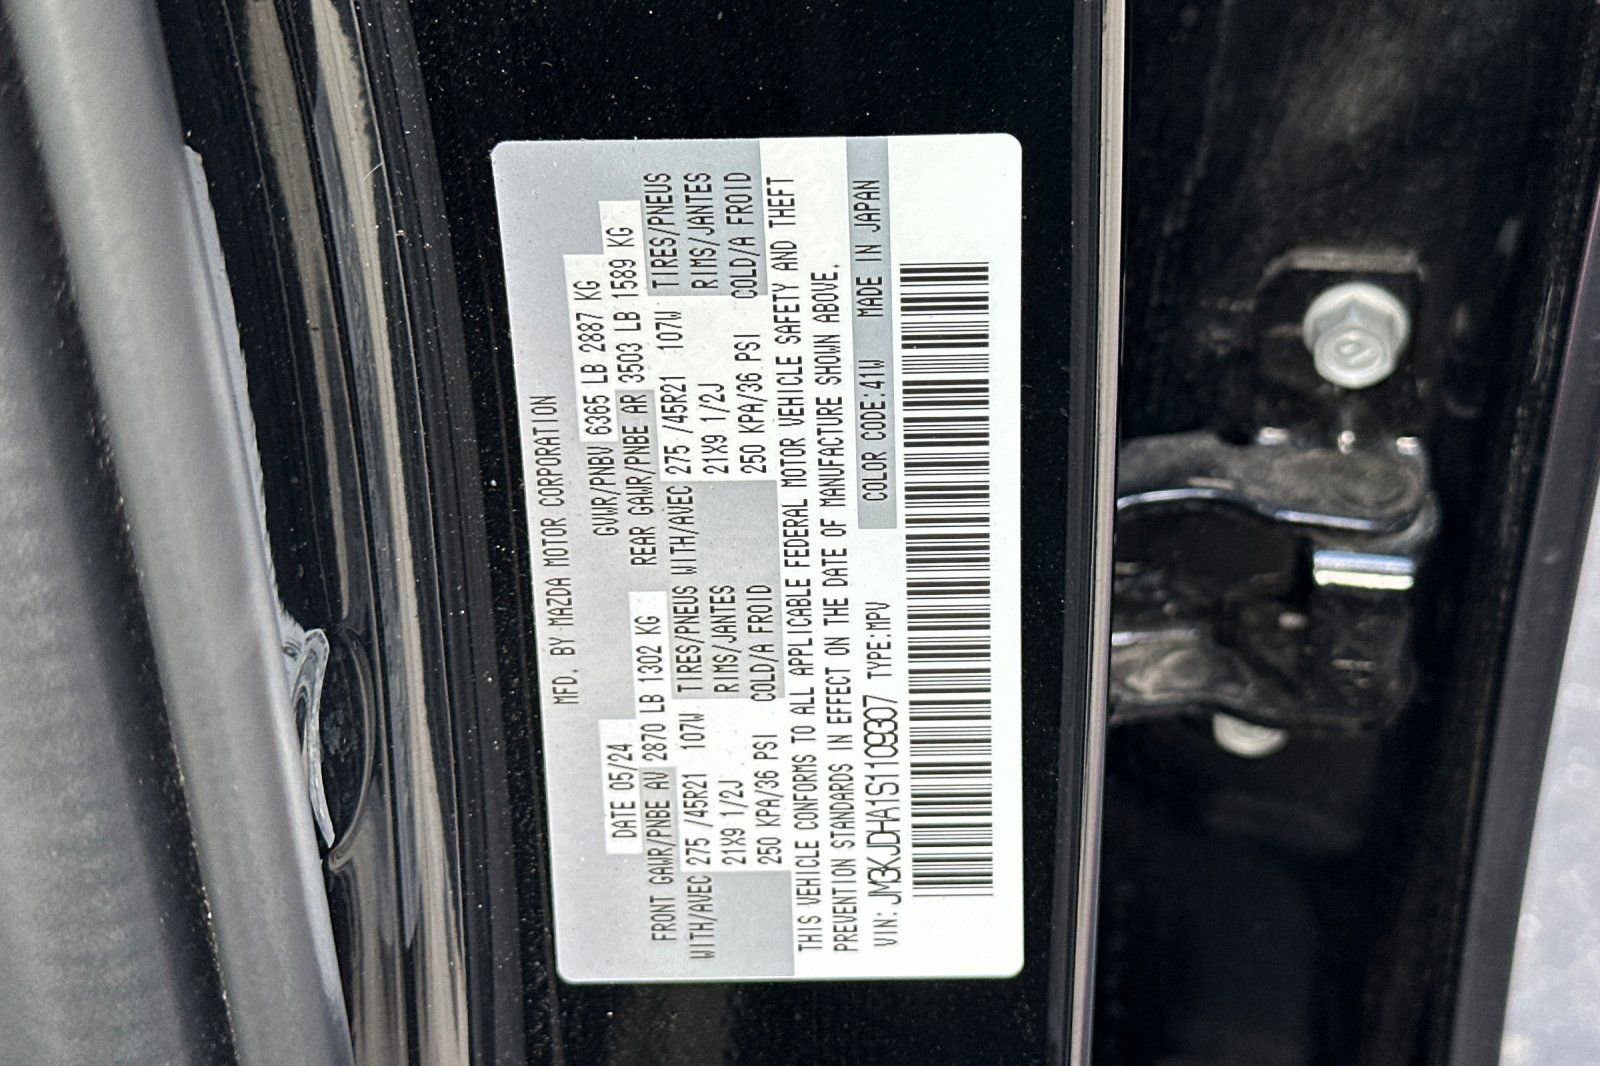 MFD. BY MAZDA MOTOR CORPORATION
DATE 05/24 GVWR/PNBV 6365 LB 2887 KG
FRONT GAWR/PNBE AV 2870 LB 1302 KG REAR GAWR/PNBE AR 3503 LB 1589 KG
WITH/AVEC 275 /45R21 107W TIRES/PNEUS WITH/AVEC 275 /45R21 107W TIRES/PNEUS
21X9 1/2J RIMS/JANTES 21X9 1/2J RIMS/JANTES
250 KPA/36 PSI COLD/A FROID 250 KPA/36 PSI COLD/A FROID
THIS VEHICLE CONFORMS TO ALL APPLICABLE FEDERAL MOTOR VEHICLE SAFETY AND THEFT
PREVENTION STANDARDS IN EFFECT ON THE DATE OF MANUFACTURE SHOWN ABOVE.
VIN: JM3KJDHA1S1109307 TYPE:MPV COLOR CODE:41W MADE IN JAPAN